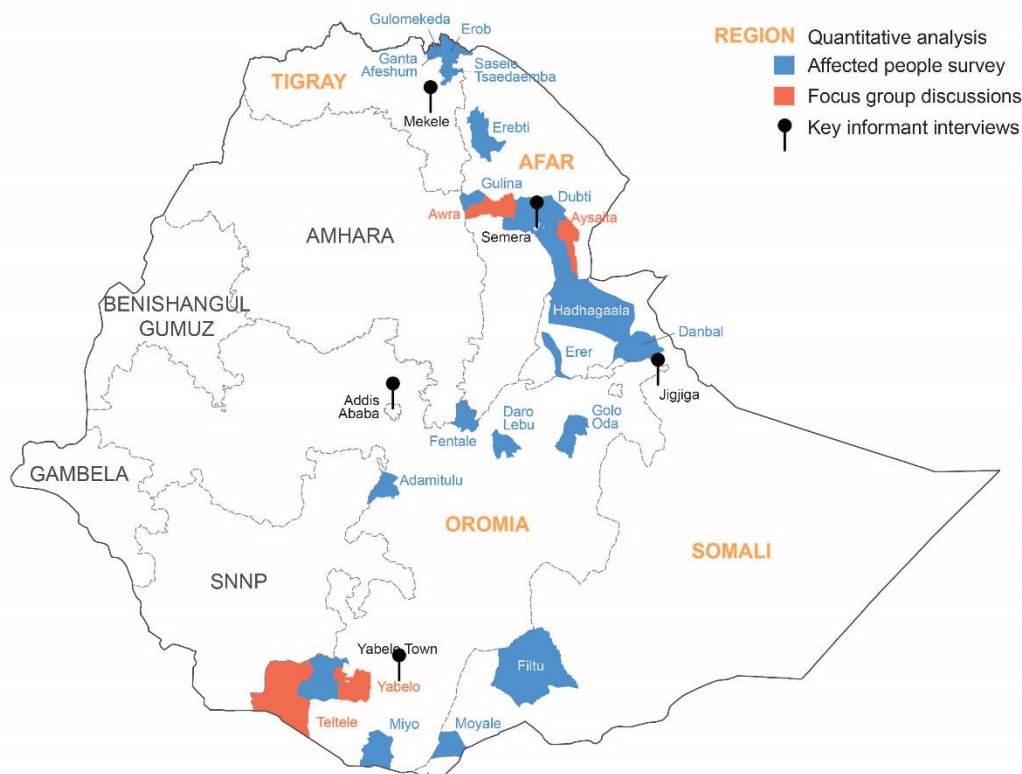 REGION Quantitative analysis
Affected people survey
Focus group discussions
Key informant interviews
Gulomekeda
Erob
Ganta
Afeshum
Saseie
Tsaedaemba
TIGRAY
Mekele
Erebti
AFAR
Gulina
Dubti
Awra
Aysaita
Semera
AMHARA
Hadhagaala
BENISHANGUL
GUMUZ
Danbal
Erer
Jigjiga
Addis
Ababa
Fentale
Daro
Lebu
Golo
Oda
GAMBELA
Adamitulu
OROMIA
SOMALI
SNNP
Yabelo Town
Filtu
Yabelo
Teltele
Miyo
Moyale